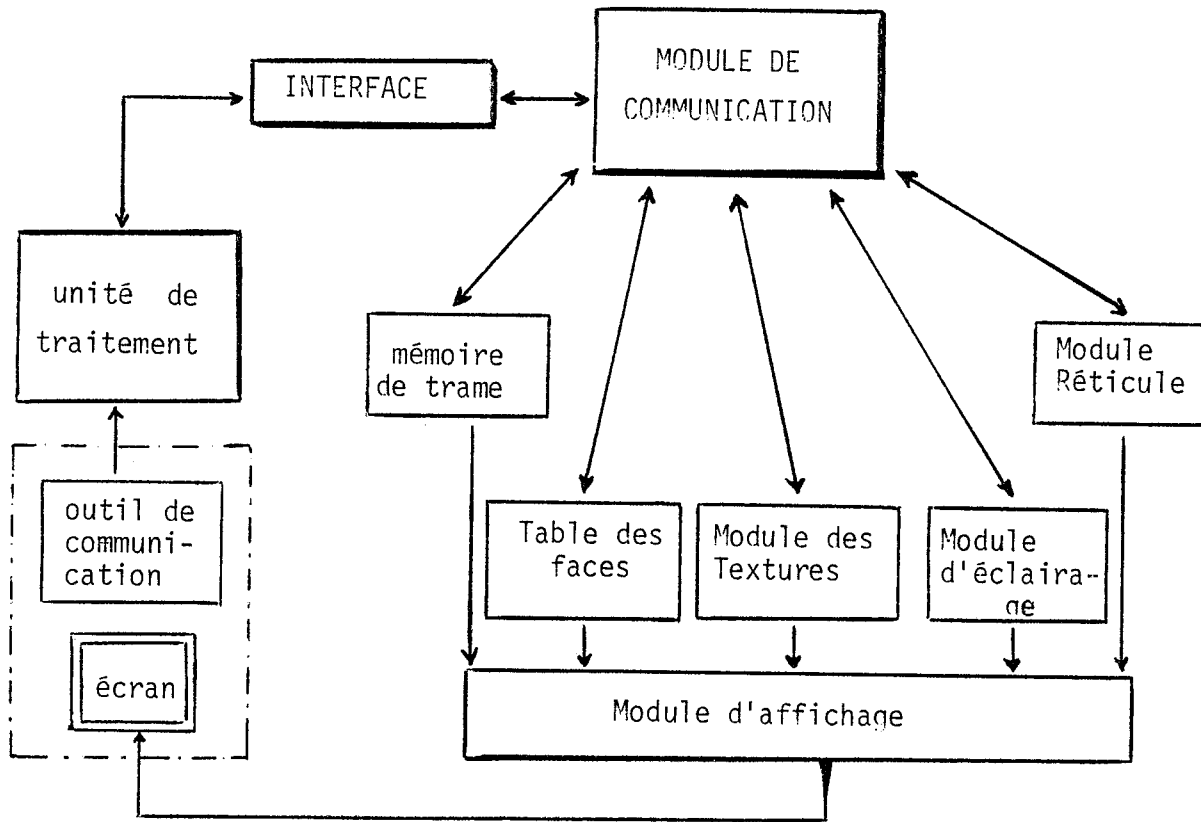 MODULE DE
COMMUNICATION
INTERFACE
unité de
traitement
mémoire
de trame
Module
Réticule
outil de
communi-
cation
Table des
faces
Module des
Textures
Module
d'éclaira-
ge
écran
Module d'affichage